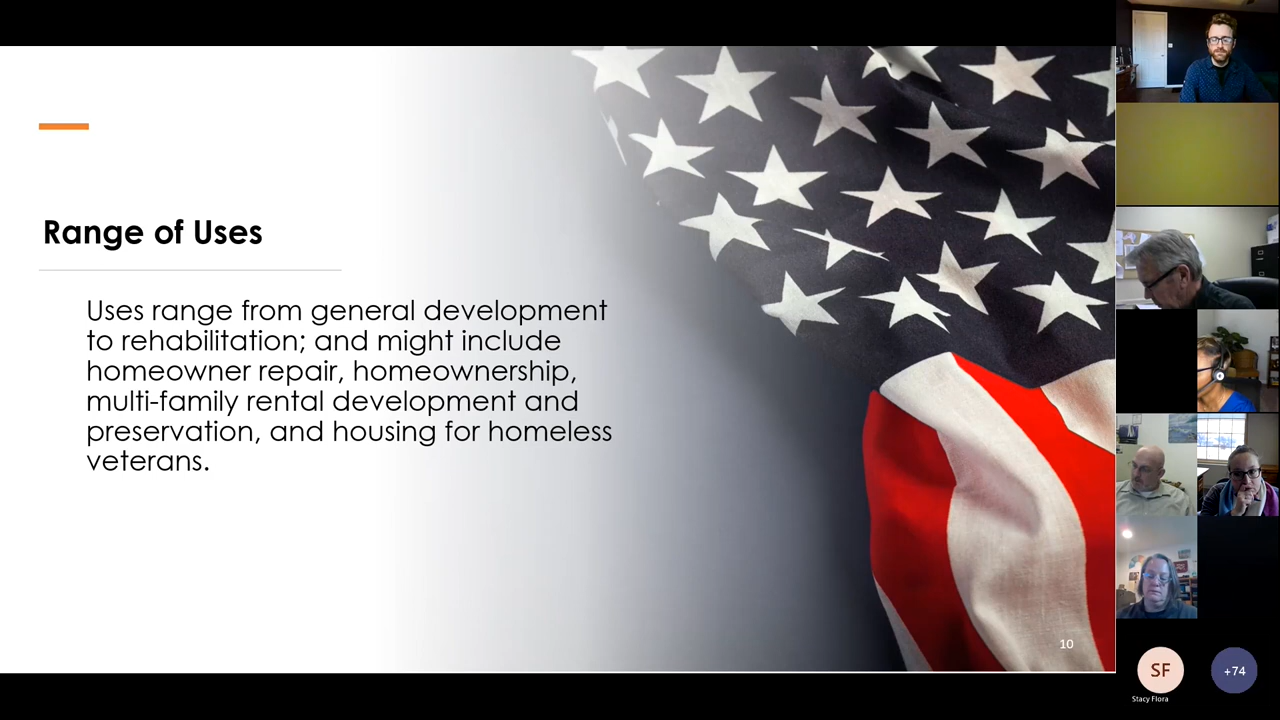 Range of Uses
Uses range from general development
to rehabilitation; and might include
homeowner repair, homeownership,
multi-family rental development and
preservation, and housing for homeless
veterans.
10
SF
+74
Stacy Flora